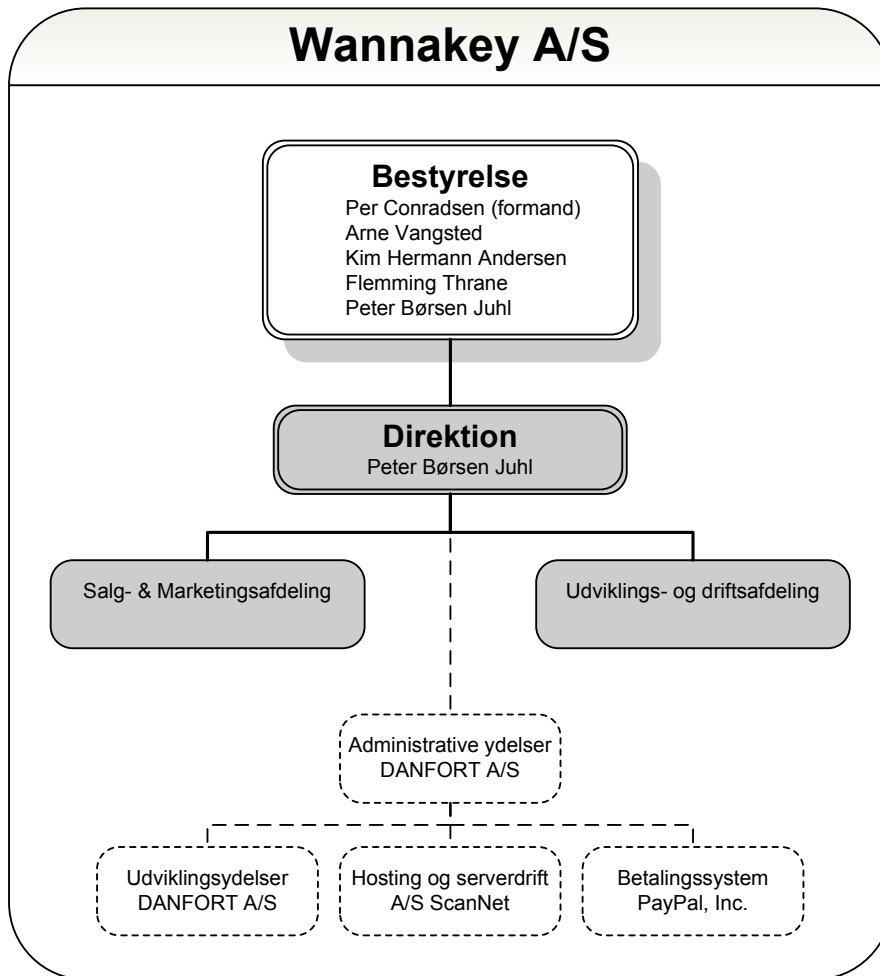 Wannakey A/S
Bestyrelse
Per Conradsen (formand)
Arne Vangsted
Kim Hermann Andersen
Flemming Thrane
Peter Børsen Juhl
Direktion
Peter Børsen Juhl
Salg- & Marketingsafdeling
Udviklings- og driftsafdeling
Administrative ydelser
DANFORT A/S
Udviklingsydelser
DANFORT A/S
Hosting og serverdrift
A/S ScanNet
Betalingssystem
PayPal, Inc.